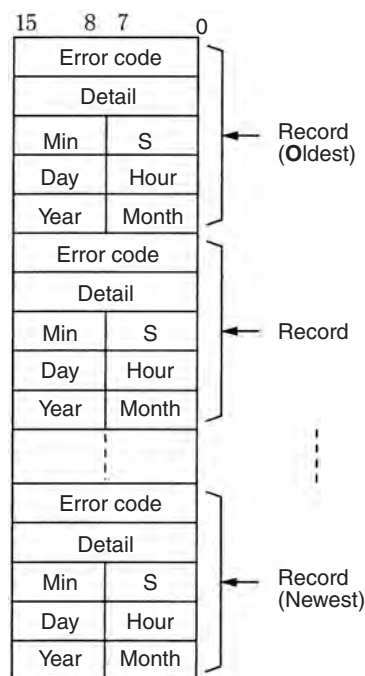 15 8 7 0
Error code
Detail
Min S
Day Hour
Year Month
Record
(Oldest)
Error code
Detail
Min S
Day Hour
Year Month
Record
Error code
Detail
Min S
Day Hour
Year Month
Record
(Newest)